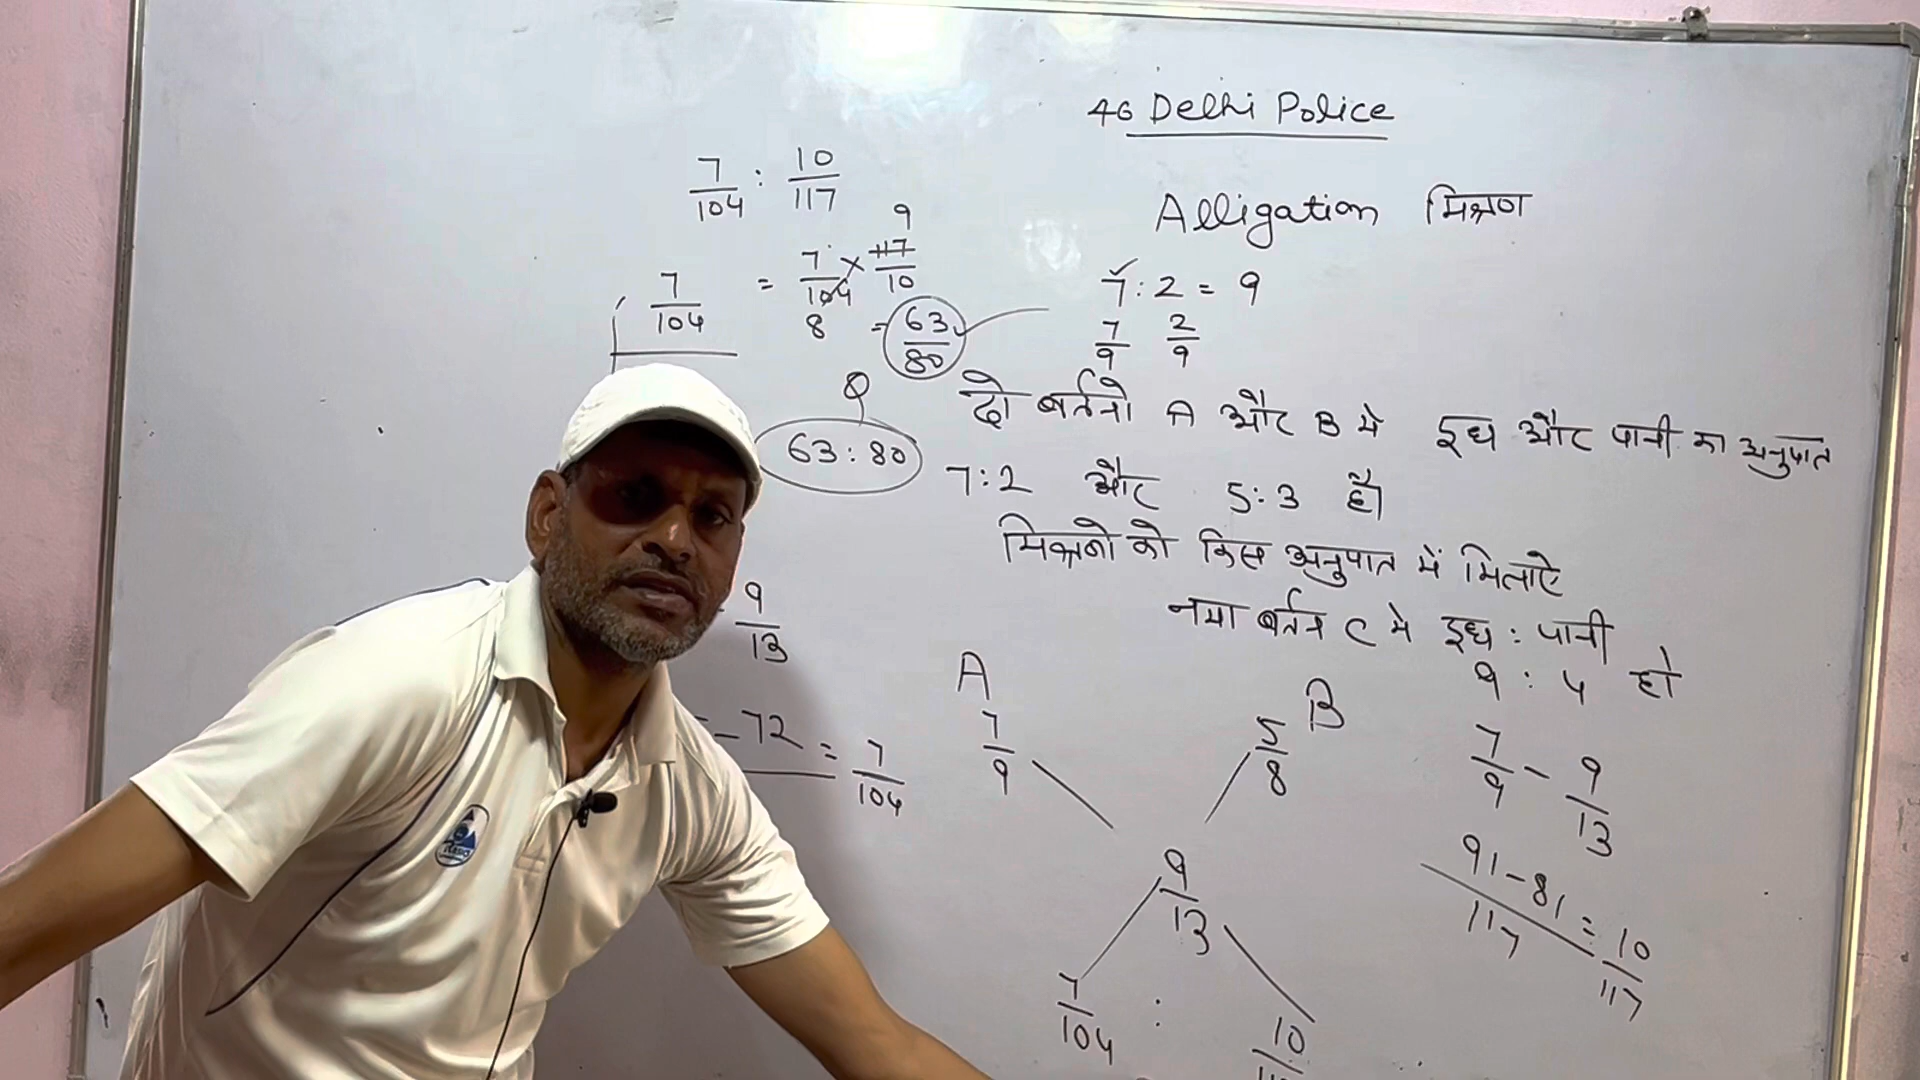 46 Delhi Police
Alligation मिश्रण
7/104 : 10/117
= 7/104 × 117/10
9
8
= 63/80
7/104
63 : 80
7 : 2 = 9
7/9 2/9
दो बर्तनो A और B मे दुध और पानी का अनुपात
7:2 और 5:3 है।
मिश्रणो को किस अनुपात में मिलाऐ
नया बर्तन C मे दुध : पानी
9 : 4 हो
9/13
- 72 = 7/104
A
7/9
B
5/8
9/13
7/104 : 10
7/9 - 9/13
91-81/117 = 10/117